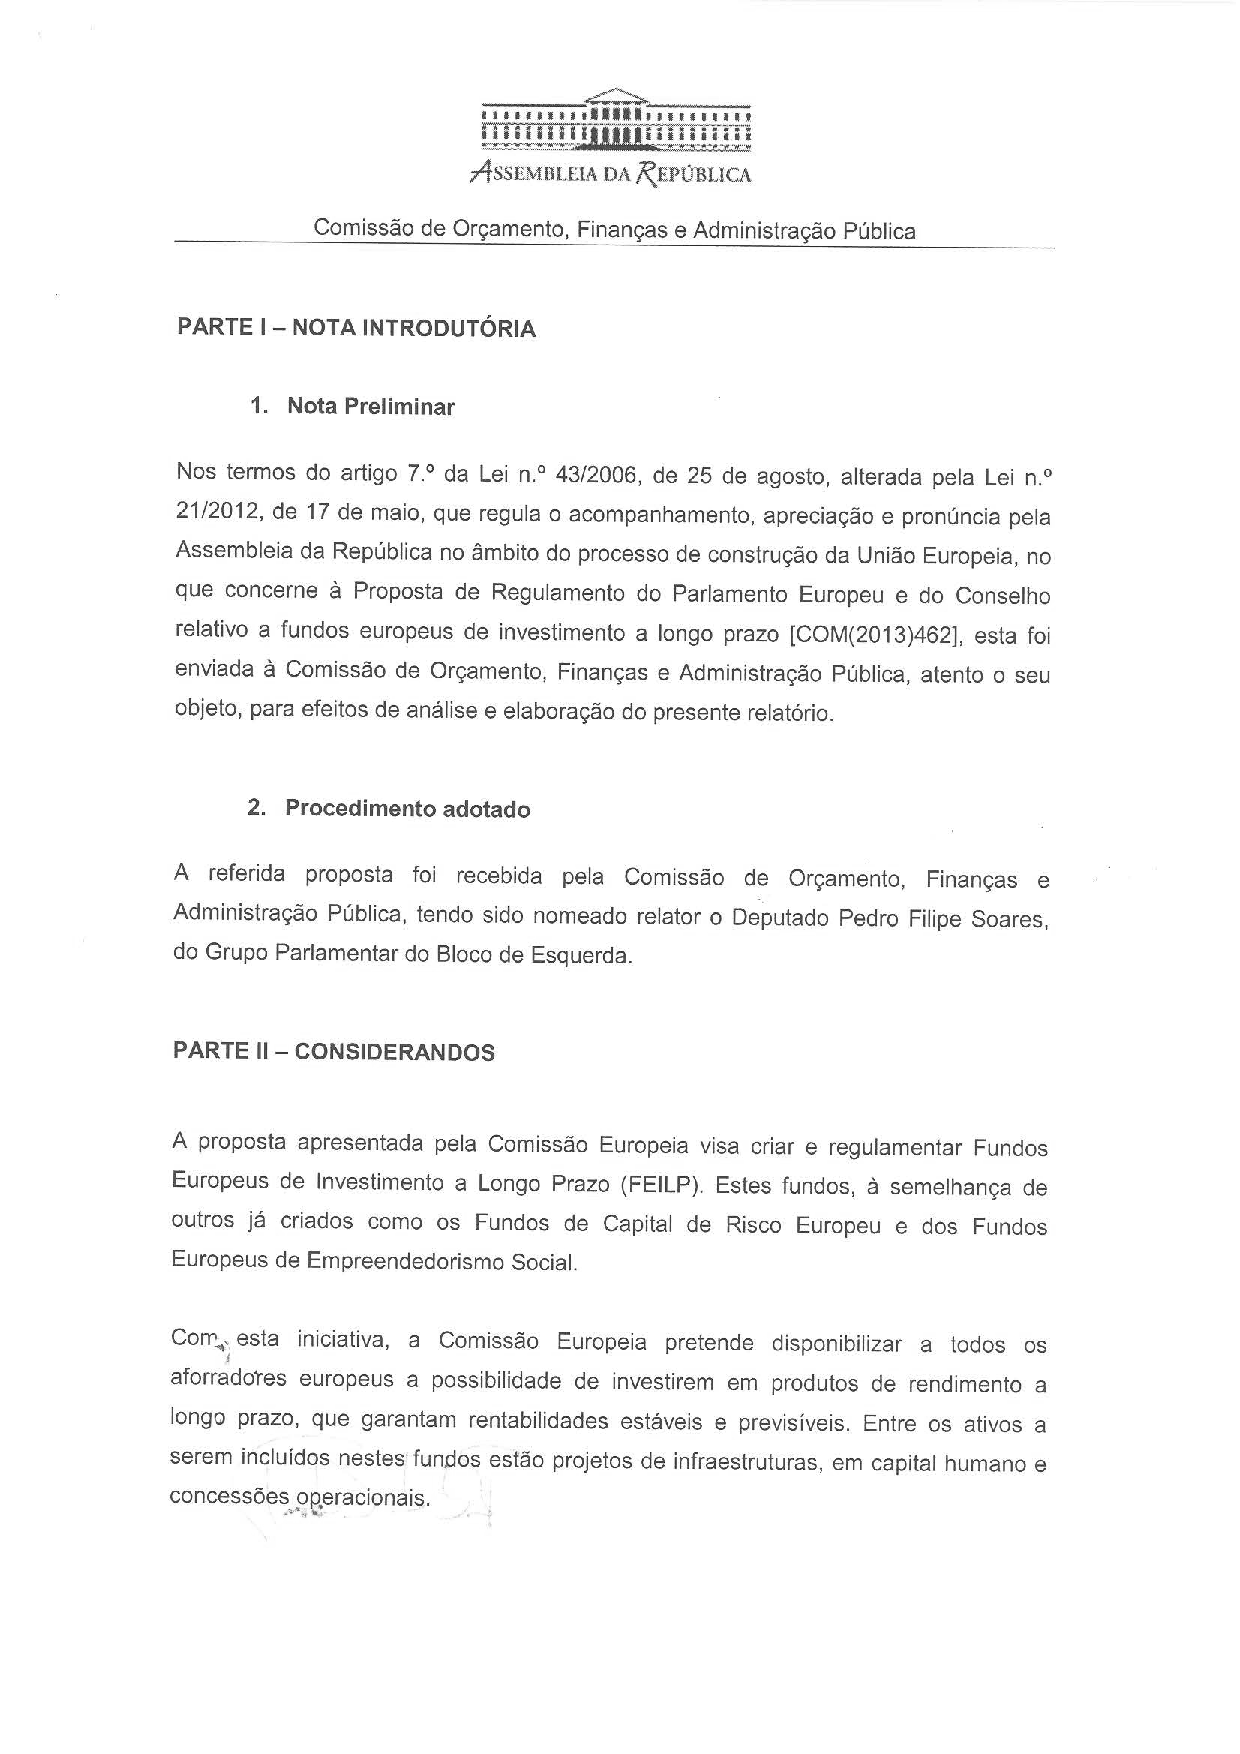 ASSEMBLEIA DA REPÚBLICA
Comissão de Orçamento, Finanças e Administração Pública
PARTE I – NOTA INTRODUTÓRIA
1. Nota Preliminar
Nos termos do artigo 7.º da Lei n.º 43/2006, de 25 de agosto, alterada pela Lei n.º
21/2012, de 17 de maio, que regula o acompanhamento, apreciação e pronúncia pela
Assembleia da República no âmbito do processo de construção da União Europeia, no
que concerne à Proposta de Regulamento do Parlamento Europeu e do Conselho
relativo a fundos europeus de investimento a longo prazo [COM(2013)462], esta foi
enviada à Comissão de Orçamento, Finanças e Administração Pública, atento o seu
objeto, para efeitos de análise e elaboração do presente relatório.
2. Procedimento adotado
A referida proposta foi recebida pela Comissão de Orçamento, Finanças e
Administração Pública, tendo sido nomeado relator o Deputado Pedro Filipe Soares,
do Grupo Parlamentar do Bloco de Esquerda.
PARTE II – CONSIDERANDOS
A proposta apresentada pela Comissão Europeia visa criar e regulamentar Fundos
Europeus de Investimento a Longo Prazo (FEILP). Estes fundos, à semelhança de
outros já criados como os Fundos de Capital de Risco Europeu e dos Fundos
Europeus de Empreendedorismo Social.
Com esta iniciativa, a Comissão Europeia pretende disponibilizar a todos os
aforradores europeus a possibilidade de investirem em produtos de rendimento a
longo prazo, que garantam rentabilidades estáveis e previsíveis. Entre os ativos a
serem incluídos nestes fundos estão projetos de infraestruturas, em capital humano e
concessões operacionais.